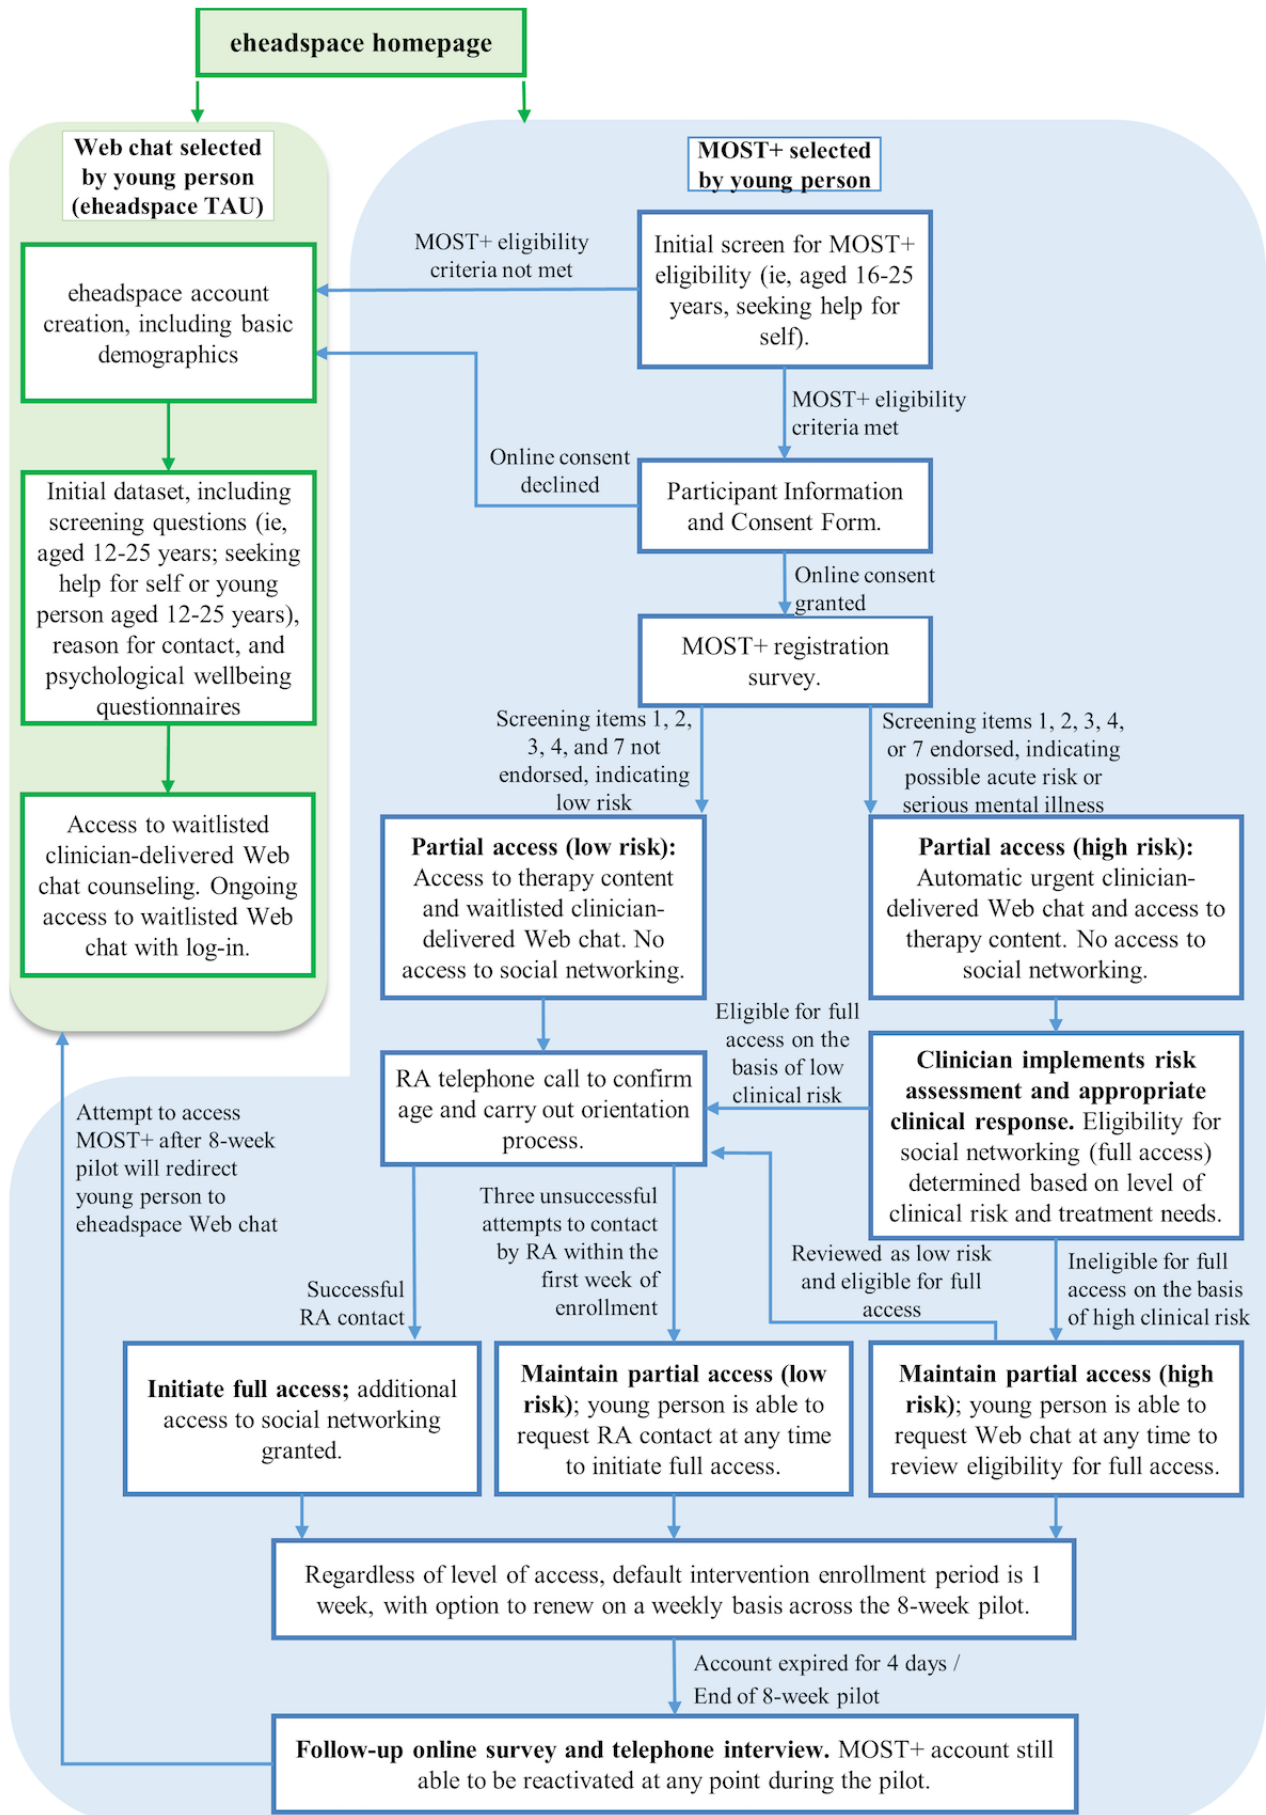 eheadspace homepage
Web chat selected
by young person
(eheadspace TAU)
eheadspace account
creation, including basic
demographics
Initial dataset, including
screening questions (ie,
aged 12-25 years; seeking
help for self or young
person aged 12-25 years),
reason for contact, and
psychological wellbeing
questionnaires
Access to waitlisted
clinician-delivered Web
chat counseling. Ongoing
access to waitlisted Web
chat with log-in.
MOST+ selected
by young person
Initial screen for MOST+
eligibility (ie, aged 16-25
years, seeking help for
self).
MOST+ eligibility
criteria not met
MOST+ eligibility
criteria met
Participant Information
and Consent Form.
Online consent
declined
Online consent
granted
MOST+ registration
survey.
Screening items 1, 2,
3, 4, and 7 not
endorsed, indicating
low risk
Screening items 1, 2, 3, 4,
or 7 endorsed, indicating
possible acute risk or
serious mental illness
Partial access (low risk):
Access to therapy content
and waitlisted clinician-
delivered Web chat. No
access to social networking.
Partial access (high risk):
Automatic urgent clinician-
delivered Web chat and access to
therapy content. No access to
social networking.
Eligible for full
access on the
basis of low
clinical risk
RA telephone call to confirm
age and carry out orientation
process.
Clinician implements risk
assessment and appropriate
clinical response. Eligibility for
social networking (full access)
determined based on level of
clinical risk and treatment needs.
Attempt to access
MOST+ after 8-week
pilot will redirect
young person to
eheadspace Web chat
Successful
RA contact
Three unsuccessful
attempts to contact
by RA within the
first week of
enrollment
Reviewed as low risk
and eligible for full
access
Ineligible for full
access on the basis
of high clinical risk
Initiate full access; additional
access to social networking
granted.
Maintain partial access (low
risk); young person is able to
request RA contact at any time
to initiate full access.
Maintain partial access (high
risk); young person is able to
request Web chat at any time to
review eligibility for full access.
Regardless of level of access, default intervention enrollment period is 1
week, with option to renew on a weekly basis across the 8-week pilot.
Account expired for 4 days /
End of 8-week pilot
Follow-up online survey and telephone interview. MOST+ account still
able to be reactivated at any point during the pilot.